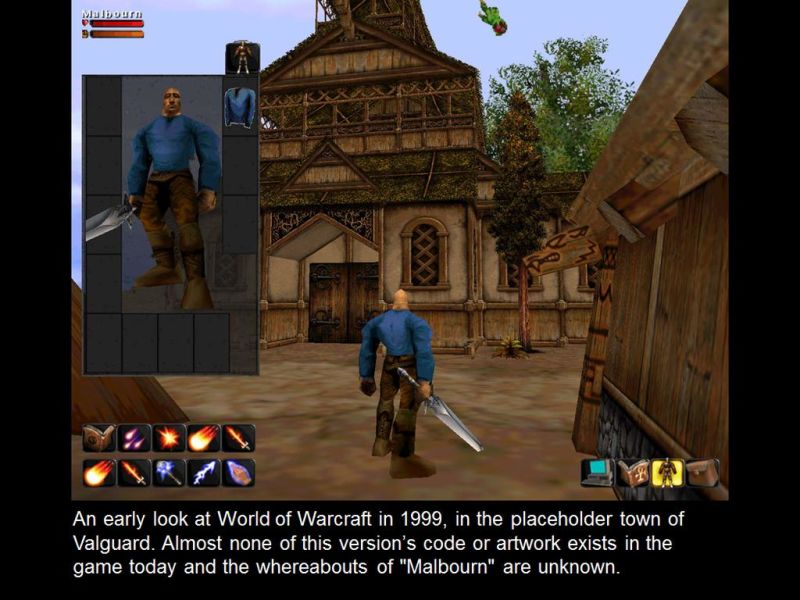 Malbourn
An early look at World of Warcraft in 1999, in the placeholder town of
Valguard. Almost none of this version's code or artwork exists in the
game today and the whereabouts of "Malbourn" are unknown.